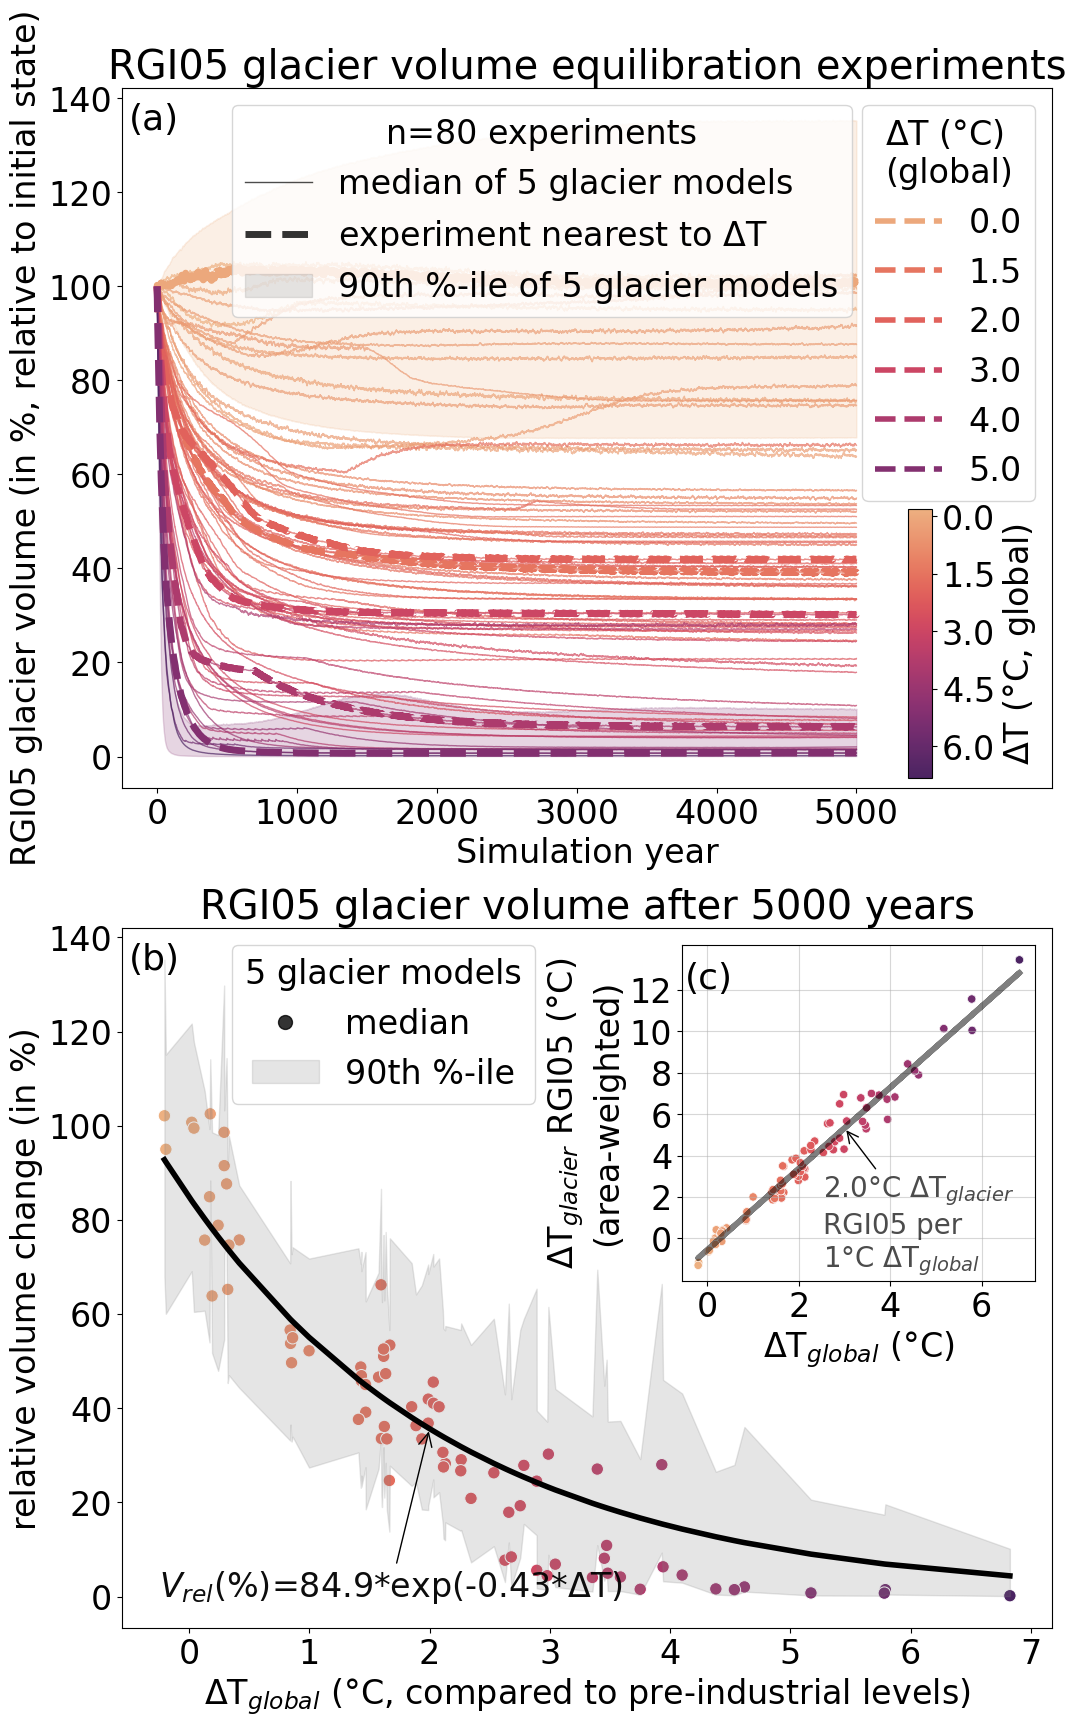 RGI05 glacier volume equilibration experiments
(a)
RGI05 glacier volume (in %, relative to initial state)
140
120
100
80
60
40
20
0
n=80 experiments
median of 5 glacier models
experiment nearest to ΔT
90th %-ile of 5 glacier models
ΔT (°C)
(global)
0.0
1.5
2.0
3.0
4.0
5.0
0.0
1.5
3.0
4.5
6.0
ΔT (°C, global)
0 1000 2000 3000 4000 5000
Simulation year
RGI05 glacier volume after 5000 years
(b)
relative volume change (in %)
140
120
100
80
60
40
20
0
5 glacier models
median
90th %-ile
V_rel(%)=84.9*exp(-0.43*ΔT)
0 1 2 3 4 5 6 7
ΔT_global (°C, compared to pre-industrial levels)
(c)
ΔT_glacier RGI05 (°C)
(area-weighted)
12
10
8
6
4
2
0
2.0°C ΔT_glacier
RGI05 per
1°C ΔT_global
0 2 4 6
ΔT_global (°C)